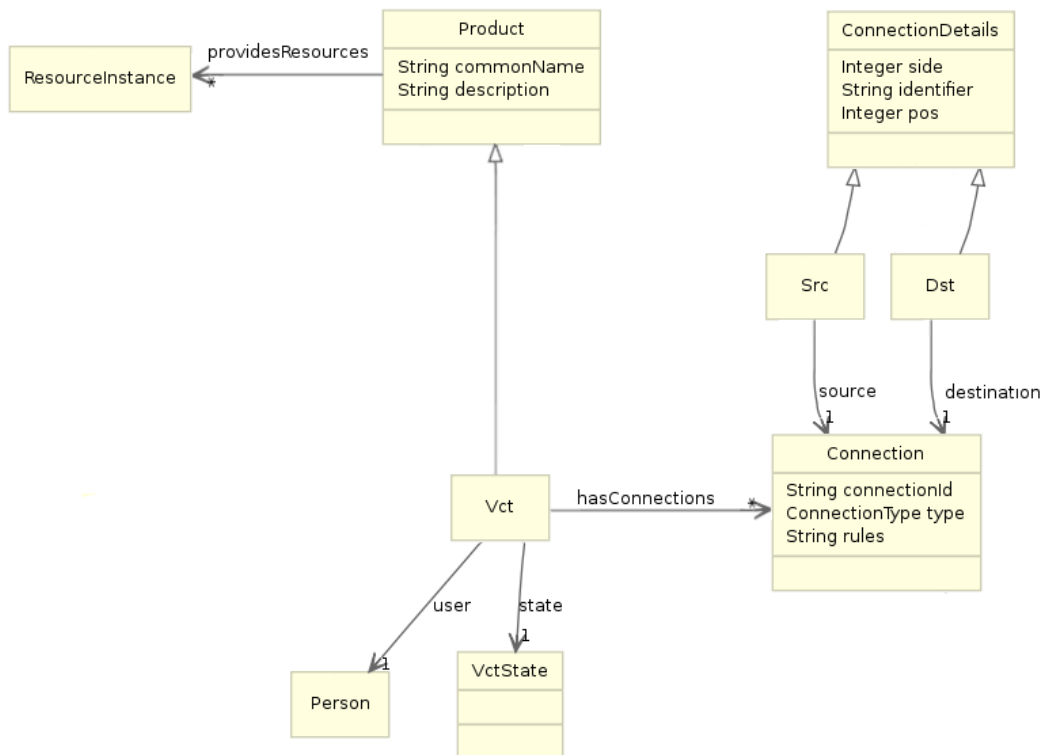 Product
ConnectionDetails
providesResources
ResourceInstance
*
String commonName
String description
Integer side
String identifier
Integer pos
Src
Dst
source
destination
1
1
Connection
Vct
hasConnections
*
String connectionId
ConnectionType type
String rules
user
state
1
1
VctState
Person